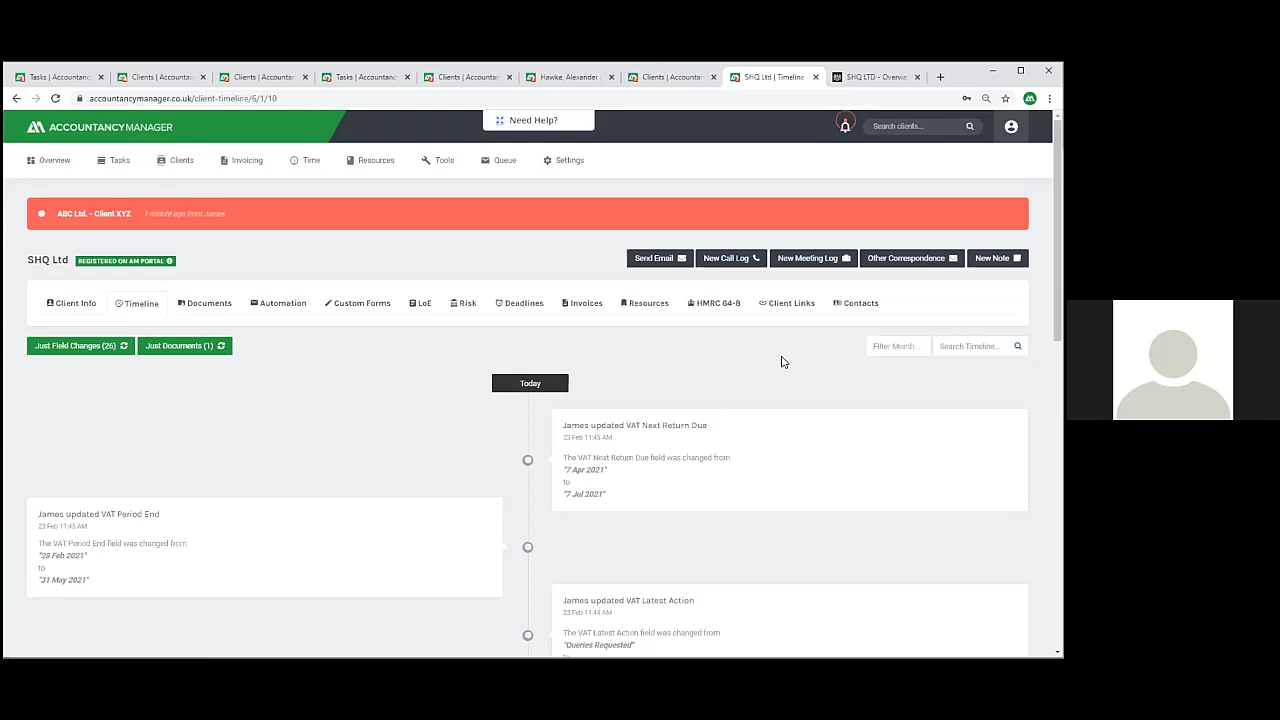 Tasks | Accountanc
Clients | Accountan
Clients | Accountan
Tasks | Accountanc
Clients | Accountan
Hawke, Alexander
Clients | Accountan
SHQ Ltd | Timeline
SHQ LTD - Overvie
accountancymanager.co.uk/client-timeline/6/1/10
ACCOUNTANCYMANAGER
Need Help?
Search clients...
Overview
Tasks
Clients
Invoicing
Time
Resources
Tools
Queue
Settings
ABC Ltd. - Client XYZ 1 minute ago from James
SHQ Ltd REGISTERED ON AM PORTAL
Send Email
New Call Log
New Meeting Log
Other Correspondence
New Note
Client Info
Timeline
Documents
Automation
Custom Forms
LoE
Risk
Deadlines
Invoices
Resources
HMRC 64-8
Client Links
Contacts
Just Field Changes (26)
Just Documents (1)
Filter Month...
Search Timeline...
Today
James updated VAT Next Return Due
23 Feb 11:45 AM
The VAT Next Return Due field was changed from
"7 Apr 2021"
to
"7 Jul 2021"
James updated VAT Period End
23 Feb 11:45 AM
The VAT Period End field was changed from
"28 Feb 2021"
to
"31 May 2021"
James updated VAT Latest Action
23 Feb 11:44 AM
The VAT Latest Action field was changed from
"Queries Requested"